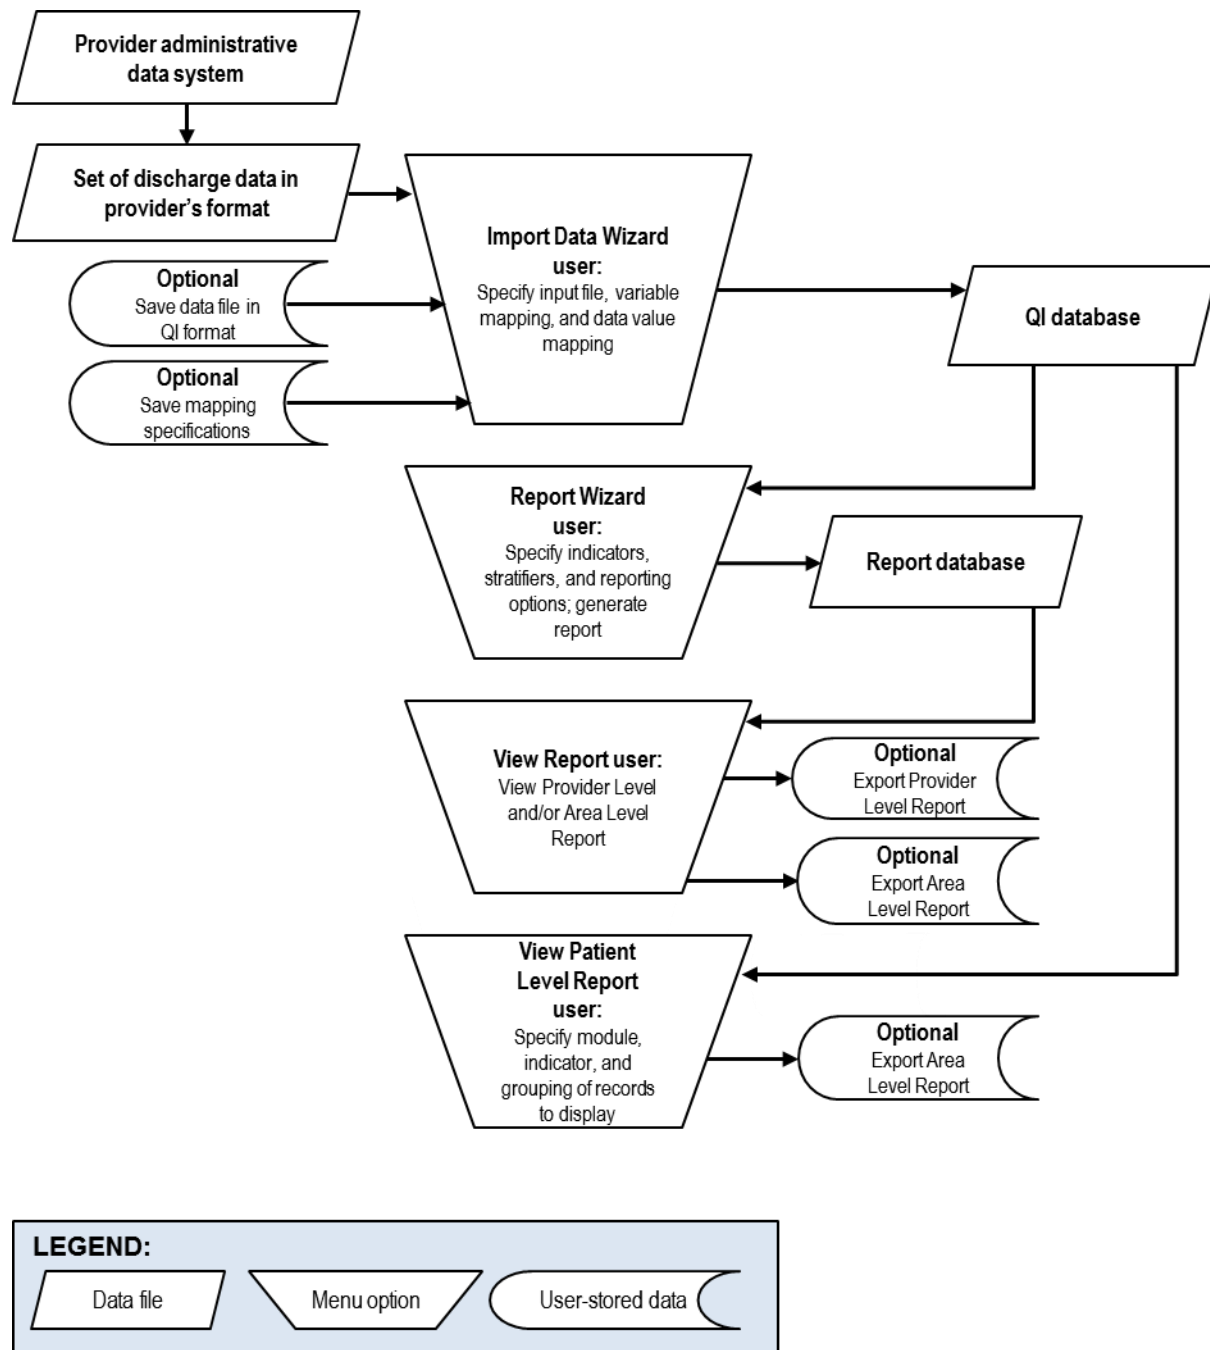 Provider administrative
data system
Set of discharge data in
provider's format
Optional
Save data file in
QI format
Optional
Save mapping
specifications
Import Data Wizard
user:
Specify input file, variable
mapping, and data value
mapping
QI database
Report Wizard
user:
Specify indicators,
stratifiers, and reporting
options; generate
report
Report database
View Report user:
View Provider Level
and/or Area Level
Report
Optional
Export Provider
Level Report
Optional
Export Area
Level Report
View Patient
Level Report
user:
Specify module,
indicator, and
grouping of records
to display
Optional
Export Area
Level Report
LEGEND:
Data file
Menu option
User-stored data